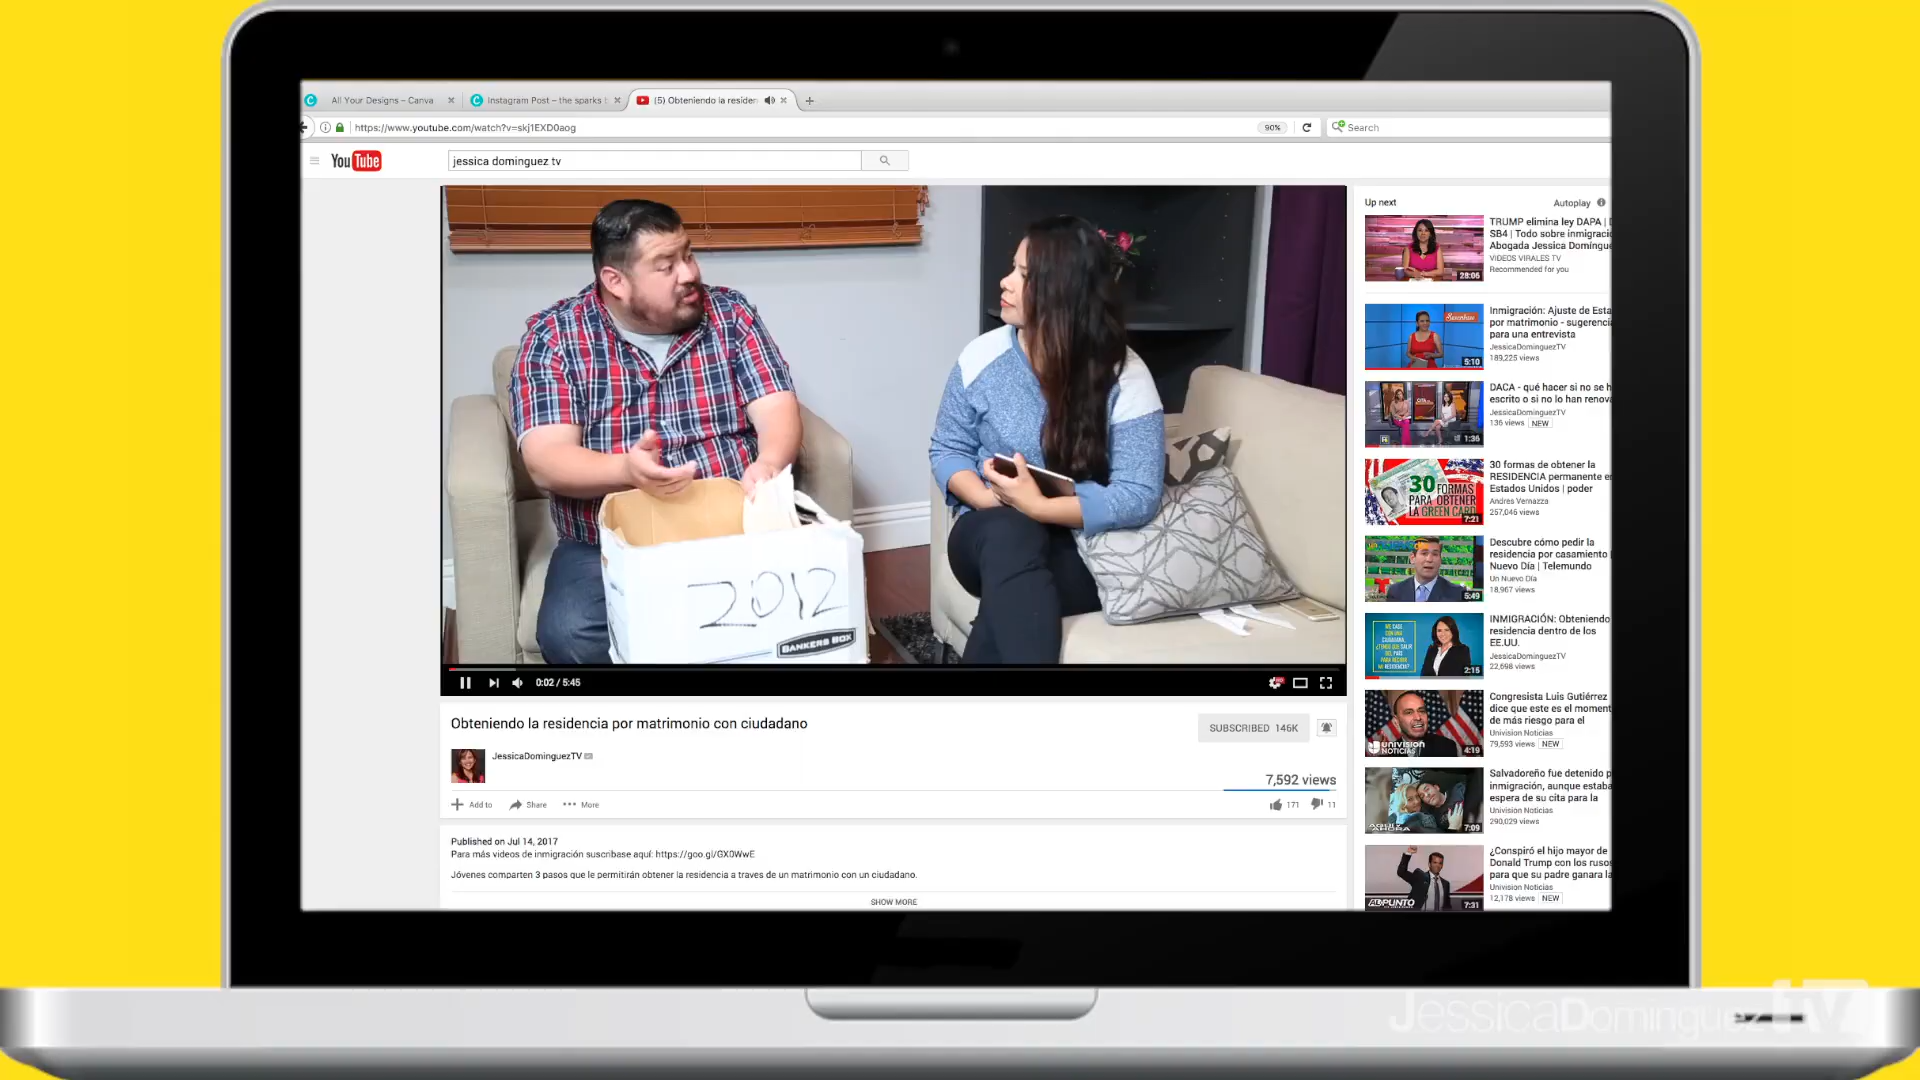 All Your Designs – Canva
Instagram Post – the sparks
(5) Obteniendo la residen
https://www.youtube.com/watch?v=skj1EXD0aog
90%
Search
YouTube
jessica dominguez tv
2012
BANKERS BOX
0:02 / 5:45
Obteniendo la residencia por matrimonio con ciudadano
SUBSCRIBED 146K
JessicaDominguezTV
7,592 views
Add to
Share
More
171
11
Published on Jul 14, 2017
Para más videos de inmigración suscribase aquí: https://goo.gl/GX0WwE
Jóvenes comparten 3 pasos que le permitirán obtener la residencia a traves de un matrimonio con un ciudadano.
SHOW MORE
Up next
Autoplay
28:06
TRUMP elimina ley DAPA | D
SB4 | Todo sobre inmigraci
Abogada Jessica Domíngue
VIDEOS VIRALES TV
Recommended for you
5:10
Inmigración: Ajuste de Esta
por matrimonio - sugerenci
para una entrevista
JessicaDominguezTV
189,225 views
1:36
DACA - qué hacer si no se h
escrito o si no lo han renova
JessicaDominguezTV
136 views NEW
30 FORMAS
PARA OBTENER
LA GREEN CARD
7:21
30 formas de obtener la
RESIDENCIA permanente en
Estados Unidos | poder
Andres Vernazza
257,046 views
5:49
Descubre cómo pedir la
residencia por casamiento |
Nuevo Día | Telemundo
Un Nuevo Día
18,967 views
2:15
INMIGRACIÓN: Obteniendo
residencia dentro de los
EE.UU.
JessicaDominguezTV
22,698 views
UNIVISION
NOTICIAS
4:19
Congresista Luis Gutiérrez
dice que este es el moment
de más riesgo para el
Univision Noticias
79,593 views NEW
AQUÍ Y
AHORA
7:09
Salvadoreño fue detenido p
inmigración, aunque estaba
espera de su cita para la
Univision Noticias
290,029 views
AL PUNTO
7:31
¿Conspiró el hijo mayor de
Donald Trump con los rusos
para que su padre ganara la
Univision Noticias
12,178 views NEW
JessicaDominguez tv